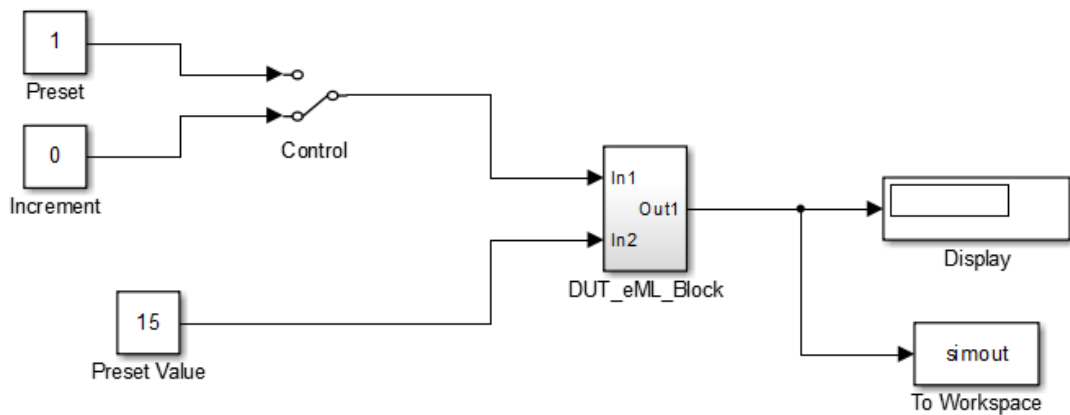 1
Preset
0
Increment
Control
15
Preset Value
In1
Out1
In2
DUT_eML_Block
Display
simout
To Workspace